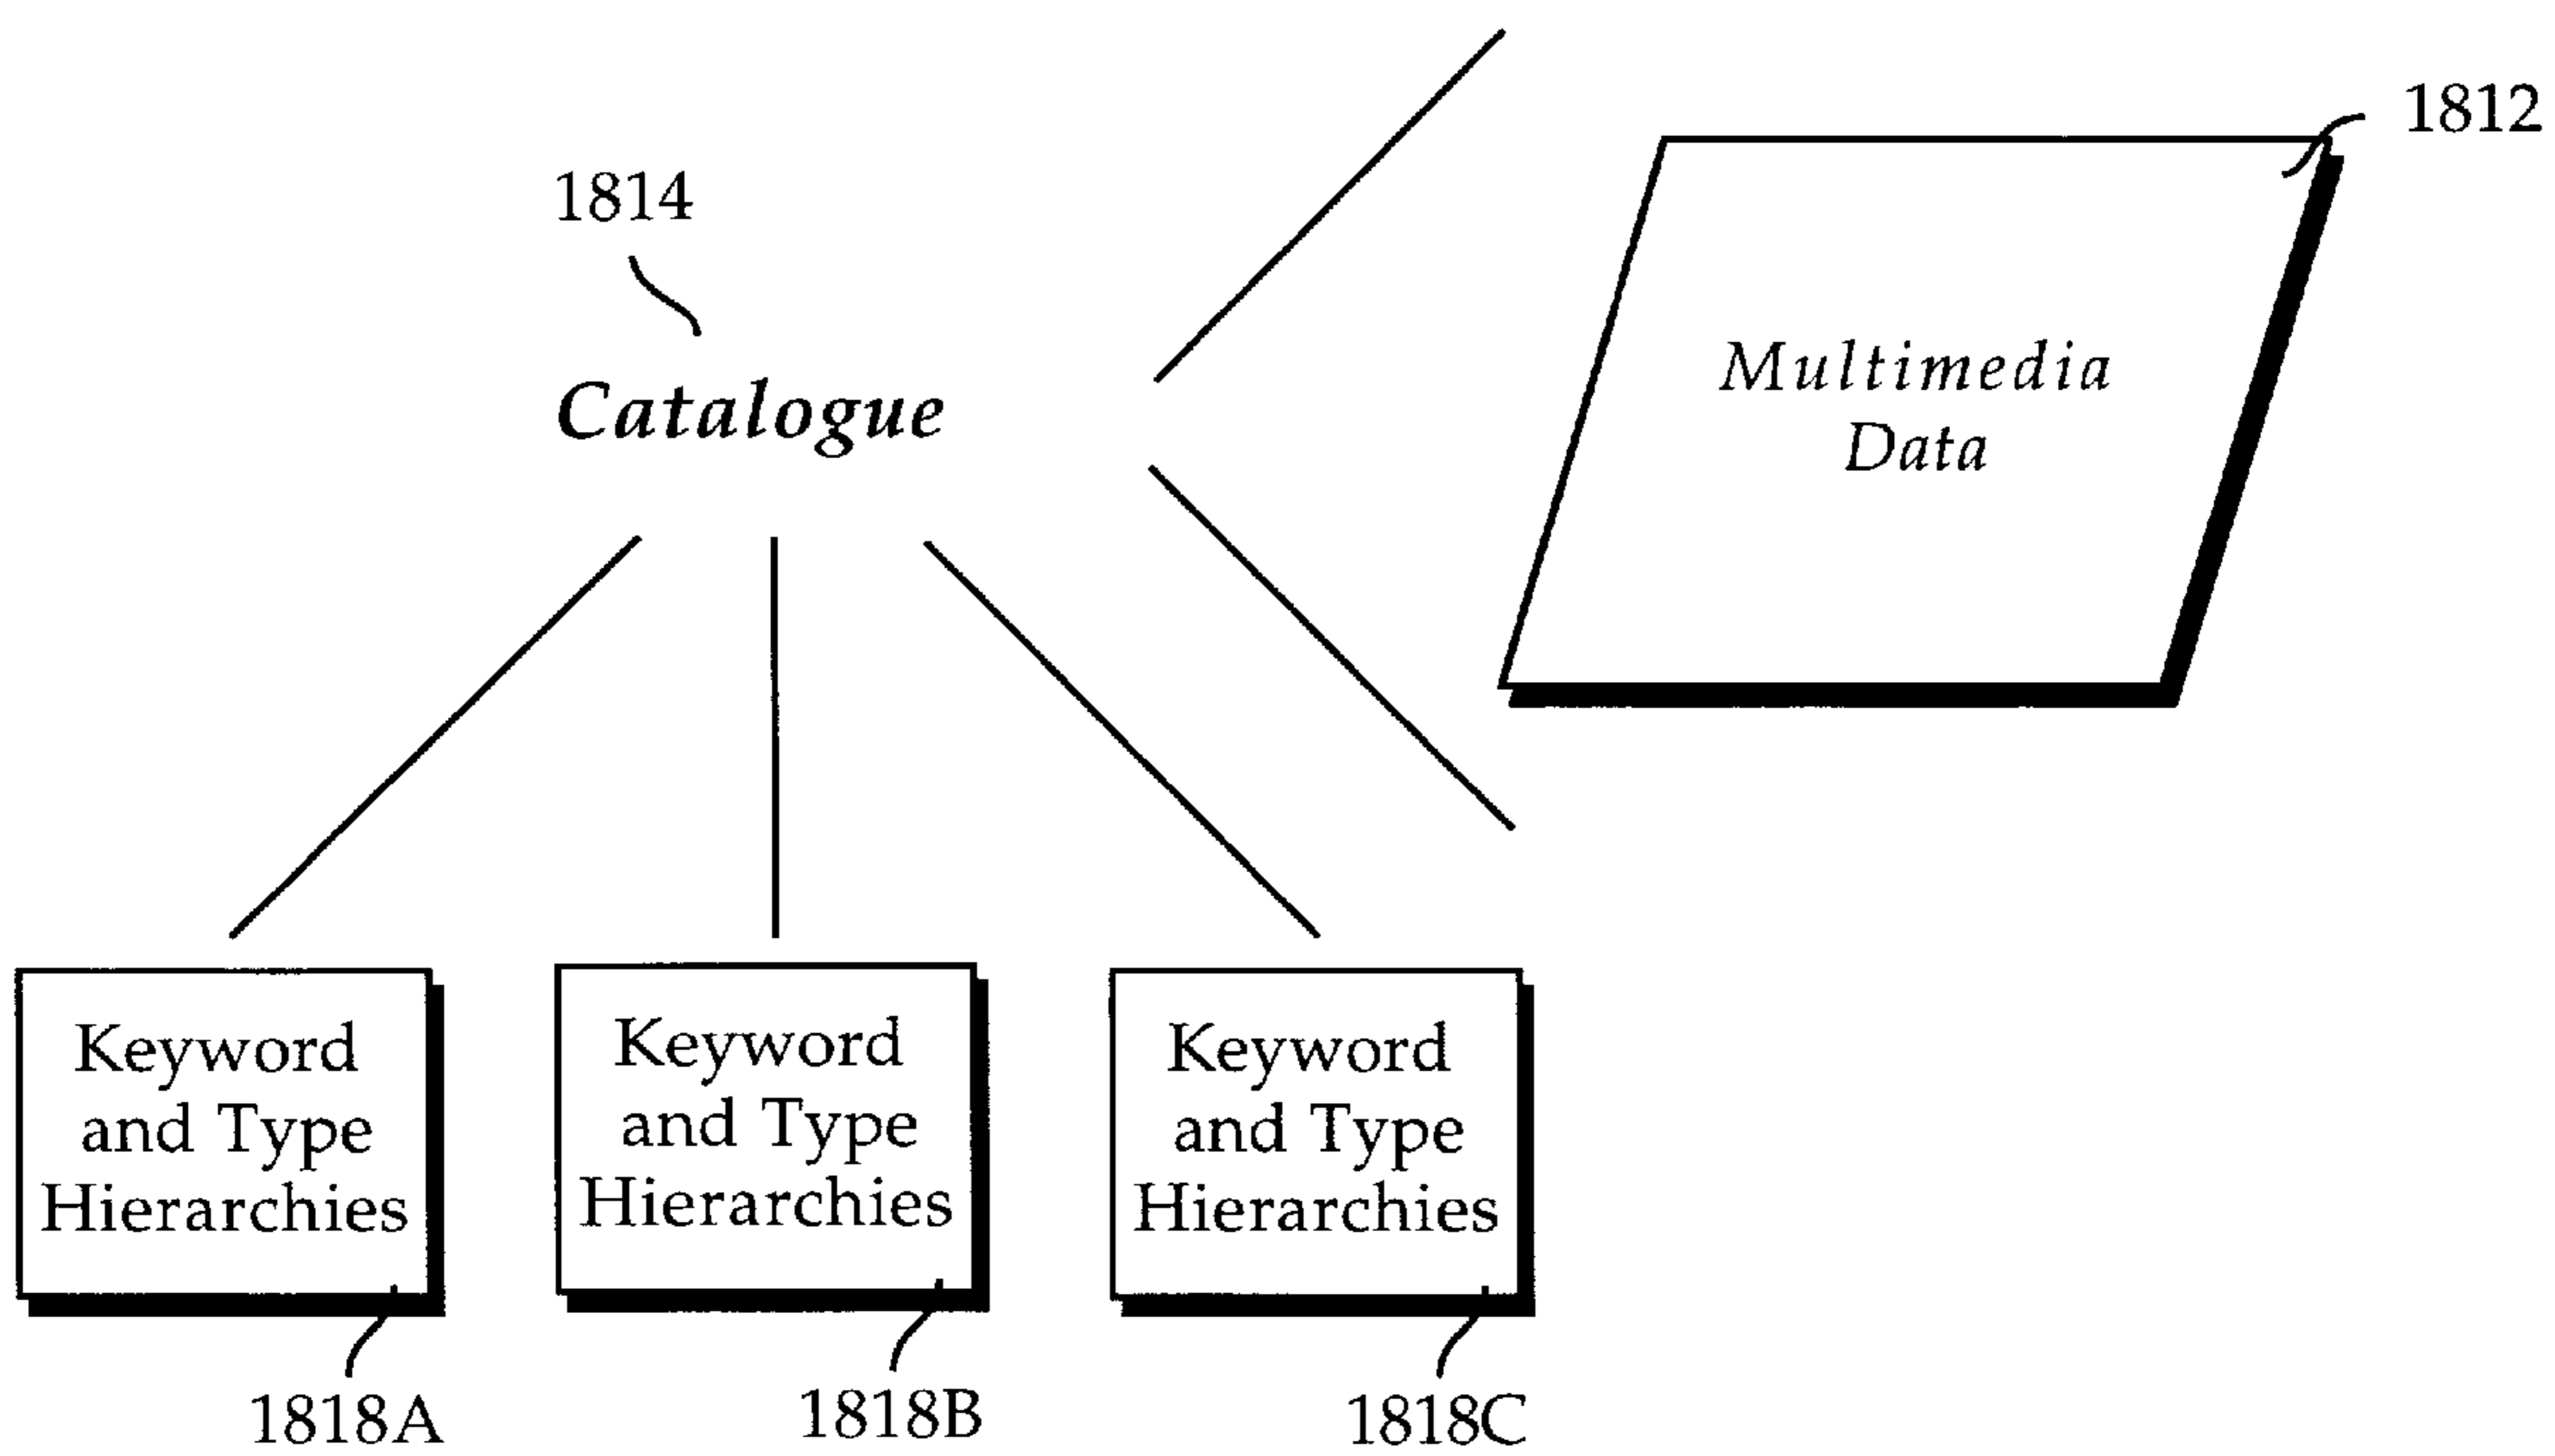 1812
1814
Multimedia
Data
Catalogue
Keyword
and Type
Hierarchies
Keyword
and Type
Hierarchies
Keyword
and Type
Hierarchies
1818A
1818B
1818C